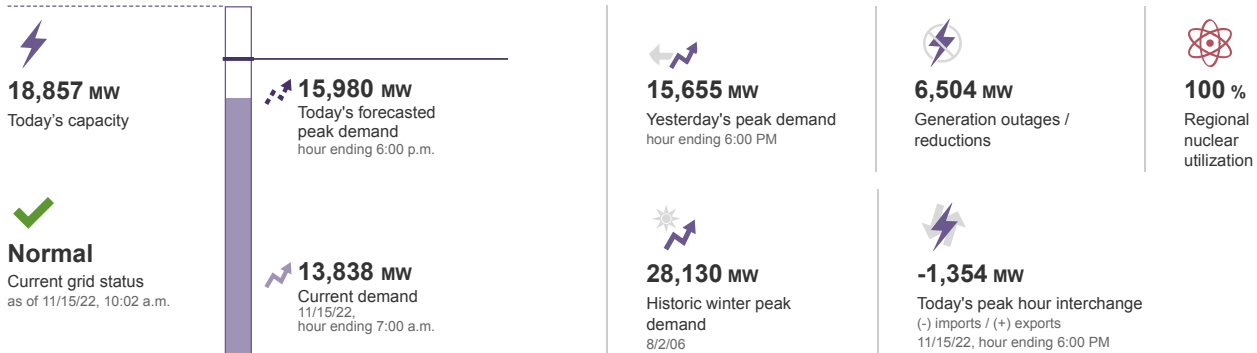 18,857 MW
Today's capacity
Normal
Current grid status
as of 11/15/22, 10:02 a.m.
15,980 MW
Today's forecasted
peak demand
hour ending 6:00 p.m.
13,838 MW
Current demand
11/15/22,
hour ending 7:00 a.m.
15,655 MW
Yesterday's peak demand
hour ending 6:00 PM
6,504 MW
Generation outages /
reductions
100 %
Regional
nuclear
utilization
28,130 MW
Historic winter peak
demand
8/2/06
-1,354 MW
Today's peak hour interchange
(-) imports / (+) exports
11/15/22, hour ending 6:00 PM